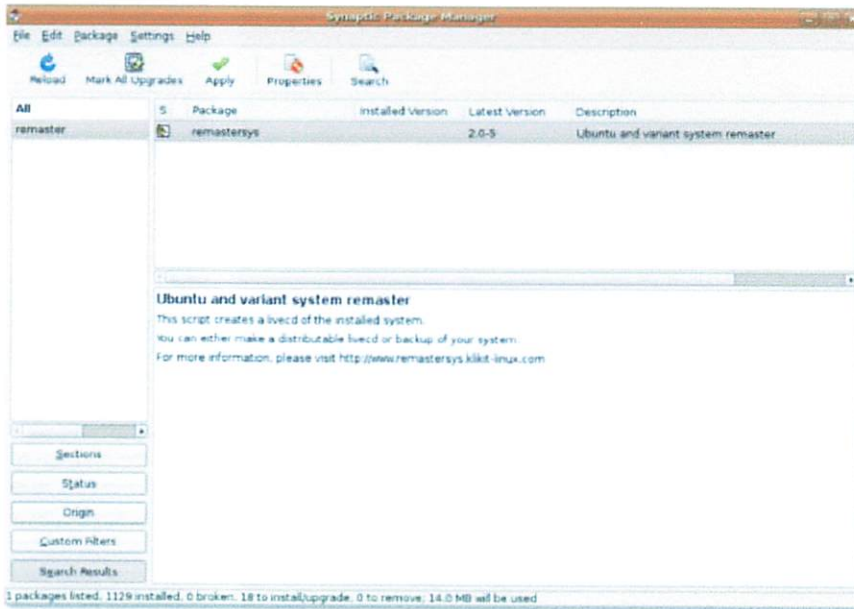 Synaptic Package Manager
File Edit Package Settings Help
Reload Mark All Upgrades Apply Properties Search
All
remaster
S Package Installed Version Latest Version Description
remastersys 2.0-5 Ubuntu and variant system remaster
Ubuntu and variant system remaster
This script creates a livecd of the installed system.
You can either make a distributable livecd or backup of your system.
For more information, please visit http://www.remastersys.klikit-linux.com
Sections
Status
Origin
Custom Filters
Search Results
1 packages listed, 1129 installed, 0 broken. 18 to install/upgrade, 0 to remove; 14.0 MB will be used